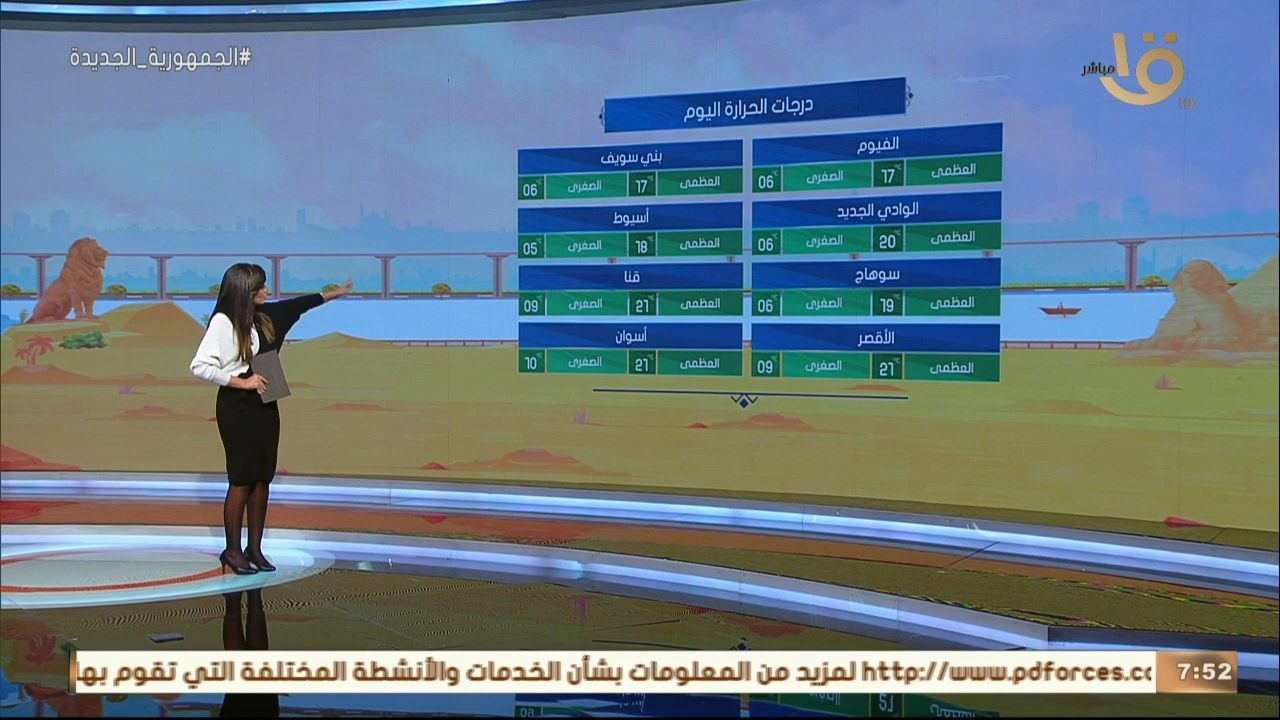 #الجمهورية_الجديدة
مباشر
درجات الحرارة اليوم
الفيوم
العظمى 17 الصغرى 06
بني سويف
العظمى 17 الصغرى 06
الوادي الجديد
العظمى 20 الصغرى 06
أسيوط
العظمى 18 الصغرى 05
سوهاج
العظمى 19 الصغرى 06
قنا
العظمى 21 الصغرى 09
الأقصر
العظمى 21 الصغرى 09
أسوان
العظمى 21 الصغرى 10
http://www.pdforces.co لمزيد من المعلومات بشأن الخدمات والأنشطة المختلفة التي تقوم بها
7:52